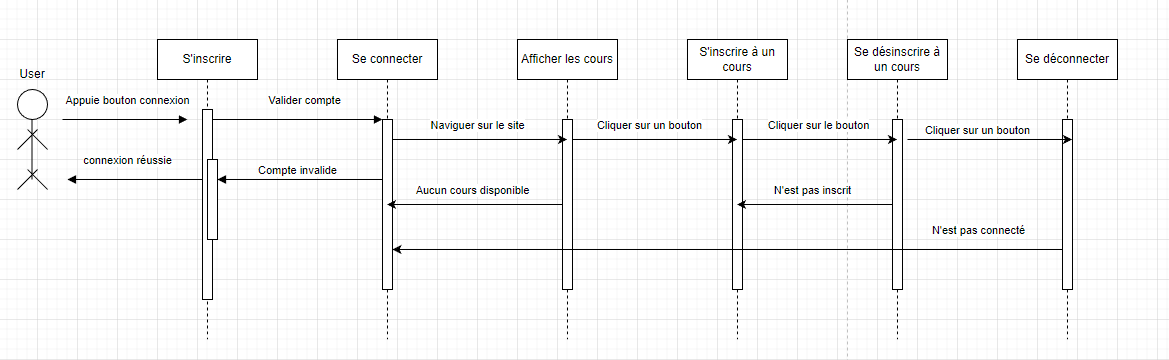 S'inscrire
Se connecter
Afficher les cours
S'inscrire à un
cours
Se désinscrire à
un cours
Se déconnecter
User
Appuie bouton connexion
Valider compte
Naviguer sur le site
Cliquer sur un bouton
Cliquer sur le bouton
Cliquer sur un bouton
connexion réussie
Compte invalide
Aucun cours disponible
N'est pas inscrit
N'est pas connecté